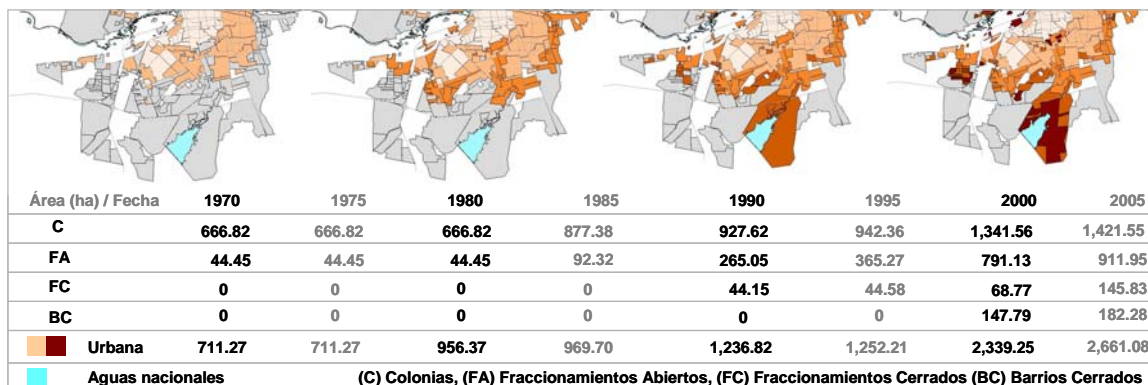 Área (ha) / Fecha 1970 1975 1980 1985 1990 1995 2000 2005
C 666.82 666.82 666.82 877.38 927.62 942.36 1,341.56 1,421.55
FA 44.45 44.45 44.45 92.32 265.05 365.27 791.13 911.95
FC 0 0 0 0 44.15 44.58 68.77 145.83
BC 0 0 0 0 0 0 147.79 182.28
Urbana 711.27 711.27 956.37 969.70 1,236.82 1,252.21 2,339.25 2,661.08
Aguas nacionales (C) Colonias, (FA) Fraccionamientos Abiertos, (FC) Fraccionamientos Cerrados (BC) Barrios Cerrados